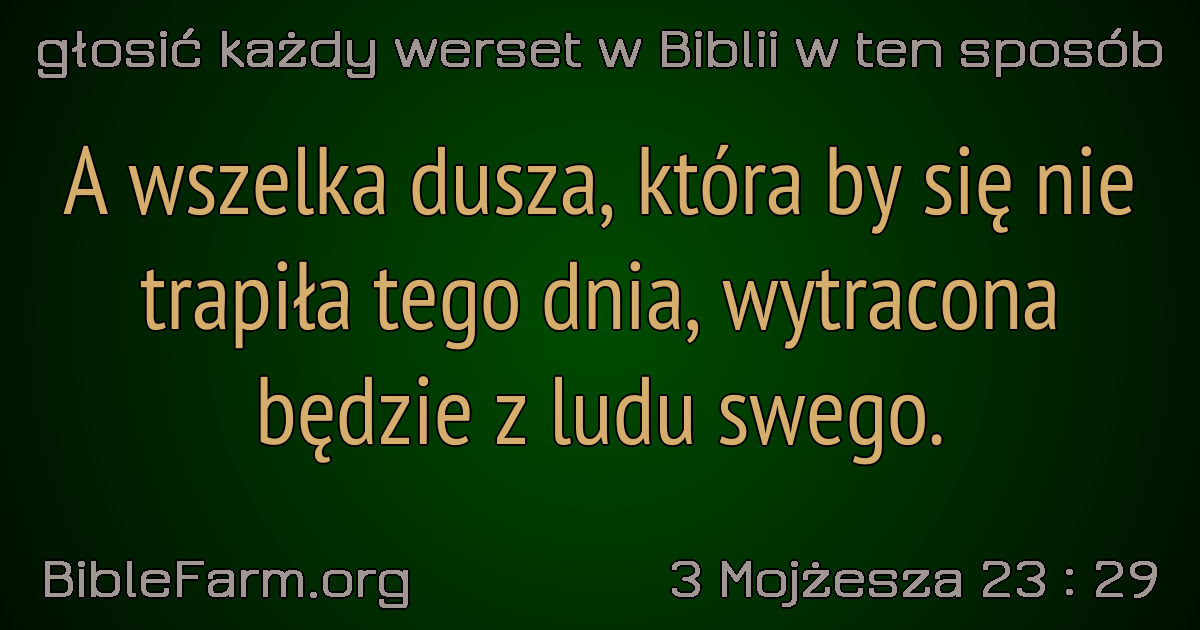 głosić każdy werset w Biblii w ten sposób
A wszelka dusza, która by się nie
trapiła tego dnia, wytracona
będzie z ludu swego.
BibleFarm.org
3 Mojżesza 23 : 29